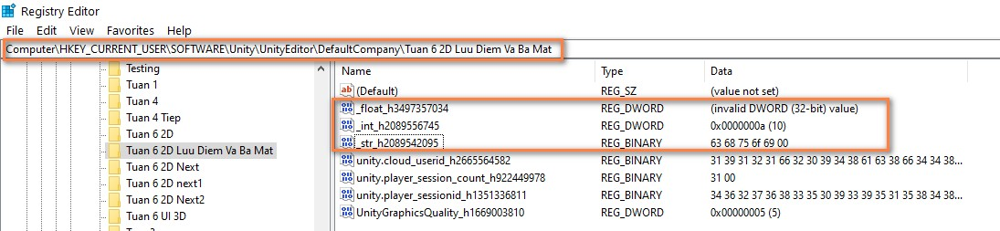 Registry Editor
File Edit View Favorites Help
Computer\HKEY_CURRENT_USER\SOFTWARE\Unity\UnityEditor\DefaultCompany\Tuan 6 2D Luu Diem Va Ba Mat
Testing
Tuan 1
Tuan 4
Tuan 4 Tiep
Tuan 6 2D
Tuan 6 2D Luu Diem Va Ba Mat
Tuan 6 2D Next
Tuan 6 2D next1
Tuan 6 2D Next2
Tuan 6 UI 3D
Name Type Data
(Default) REG_SZ (value not set)
_float_h3497357034 REG_DWORD (invalid DWORD (32-bit) value)
_int_h2089556745 REG_DWORD 0x0000000a (10)
_str_h2089542095 REG_BINARY 63 68 75 6f 69 00
unity.cloud_userid_h2665564582 REG_BINARY 31 39 31 32 31 66 32 30 39 34 38 61 63 38 66 34 34 38...
unity.player_session_count_h922449978 REG_BINARY 31 00
unity.player_sessionid_h1351336811 REG_BINARY 34 36 32 37 36 38 33 35 30 39 33 39 35 31 35 38 34 38...
UnityGraphicsQuality_h1669003810 REG_DWORD 0x00000005 (5)